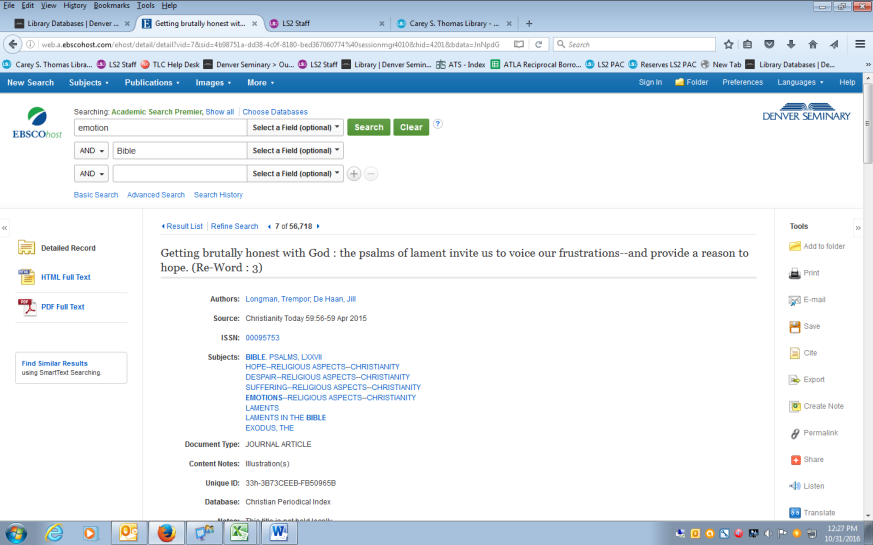 File Edit View History Bookmarks Tools Help
Library Databases | Denver ... × Getting brutally honest wit... × LS2 Staff × Carey S. Thomas Library - ... × +
web.a.ebscohost.com/ehost/detail/detail?vid=7&sid=4b98751a-dd38-4c0f-8180-bed367060774%40sessionmgr4010&hid=4201&bdata=JnNpdG Search
Carey S. Thomas Libra... LS2 Staff TLC Help Desk Denver Seminary > Ou... LS2 Staff Library | Denver Semin... ATS - Index ATLA Reciprocal Borro... LS2 PAC Reserves LS2 PAC New Tab Library Databases | De... »
New Search Subjects Publications Images More Sign In Folder Preferences Languages Help
Searching: Academic Search Premier, Show all | Choose Databases
EBSCOhost
emotion Select a Field (optional) Search Clear ?
DENVER SEMINARY
AND Bible Select a Field (optional)
AND Select a Field (optional)
Basic Search Advanced Search Search History
« Result List | Refine Search 7 of 56,718 Tools »
Detailed Record
HTML Full Text
PDF Full Text
Find Similar Results
using SmartText Searching.
Getting brutally honest with God : the psalms of lament invite us to voice our frustrations--and provide a reason to
hope. (Re-Word : 3)
Authors: Longman, Trempor; De Haan, Jill
Source: Christianity Today 59:56-59 Apr 2015
ISSN: 00095753
Subjects: BIBLE. PSALMS, LXXVII
HOPE--RELIGIOUS ASPECTS--CHRISTIANITY
DESPAIR--RELIGIOUS ASPECTS--CHRISTIANITY
SUFFERING--RELIGIOUS ASPECTS--CHRISTIANITY
EMOTIONS--RELIGIOUS ASPECTS--CHRISTIANITY
LAMENTS
LAMENTS IN THE BIBLE
EXODUS, THE
Document Type: JOURNAL ARTICLE
Content Notes: Illustration(s)
Unique ID: 33h-3B73CEEB-FB50965B
Database: Christian Periodical Index
Notes: This title is not held locally
Add to folder
Print
E-mail
Save
Cite
Export
Create Note
Permalink
Share
Listen
Translate
12:27 PM
10/31/2016